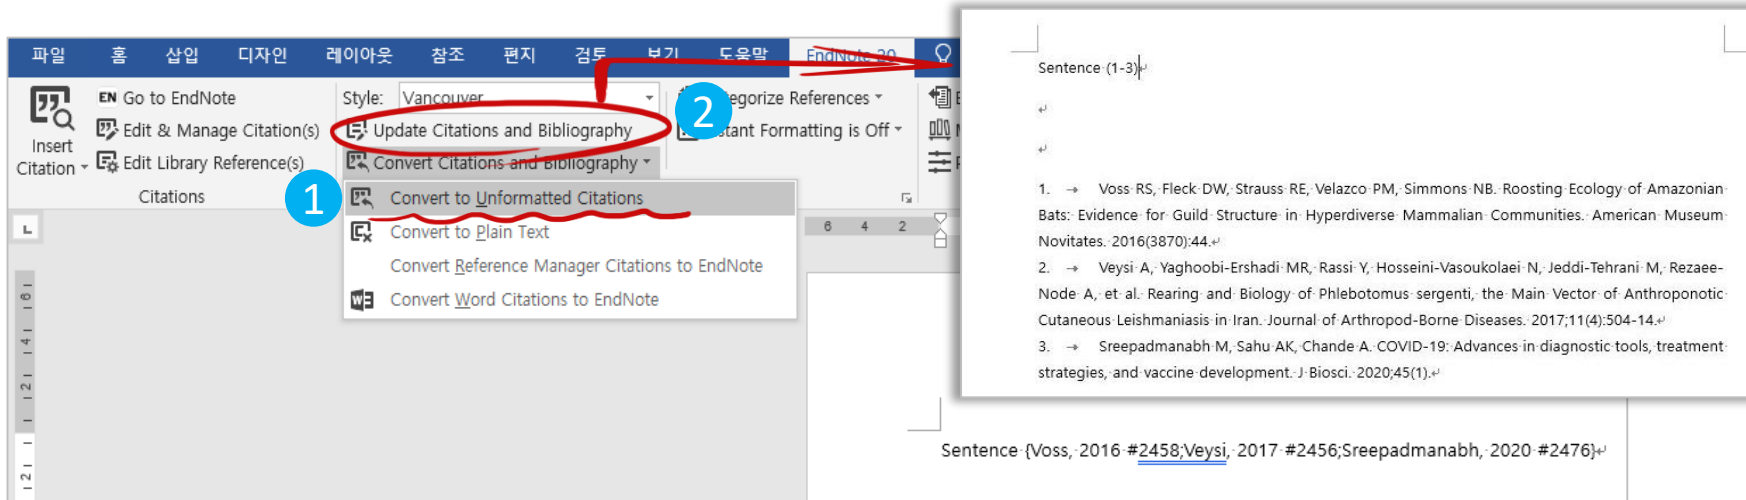 파일 홈 삽입 디자인 레이아웃 참조 편지 검토 보기 도움말 EndNote 20
Insert
Citation
EN Go to EndNote
Edit & Manage Citation(s)
Edit Library Reference(s)
Citations
Style: Vancouver
Update Citations and Bibliography
Convert Citations and Bibliography
References
Formatting is Off
1
2
Convert to Unformatted Citations
Convert to Plain Text
Convert Reference Manager Citations to EndNote
Convert Word Citations to EndNote
6 4 2
L
6
4
2
2
Sentence (1-3)
1. Voss RS, Fleck DW, Strauss RE, Velazco PM, Simmons NB. Roosting Ecology of Amazonian
Bats: Evidence for Guild Structure in Hyperdiverse Mammalian Communities. American Museum
Novitates. 2016(3870):44.
2. Veysi A, Yaghoobi-Ershadi MR, Rassi Y, Hosseini-Vasoukolaei N, Jeddi-Tehrani M, Rezaee-
Node A, et al. Rearing and Biology of Phlebotomus sergenti, the Main Vector of Anthroponotic
Cutaneous Leishmaniasis in Iran. Journal of Arthropod-Borne Diseases. 2017;11(4):504-14.
3. Sreepadmanabh M, Sahu AK, Chande A. COVID-19: Advances in diagnostic tools, treatment
strategies, and vaccine development. J Biosci. 2020;45(1).
Sentence {Voss, 2016 #2458;Veysi, 2017 #2456;Sreepadmanabh, 2020 #2476}